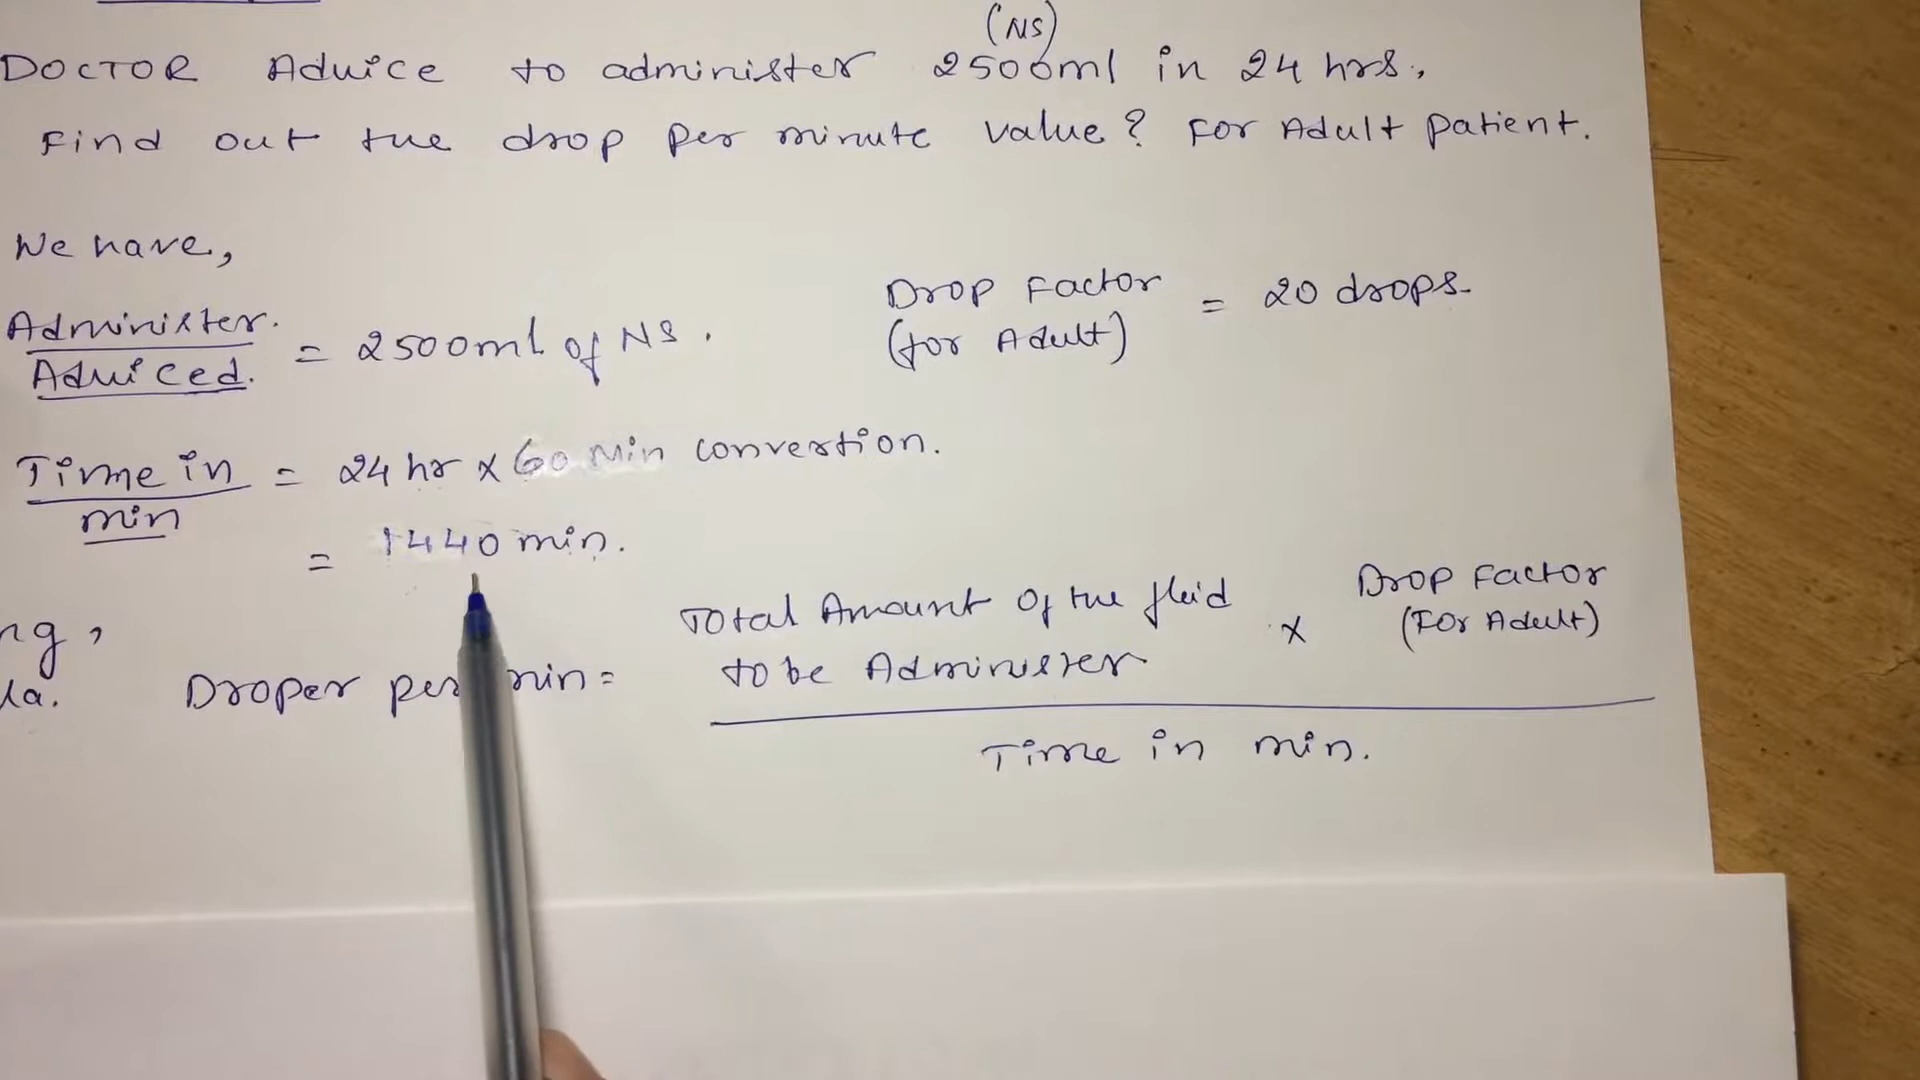 (NS)
DOCTOR Advice to administer 2500ml in 24 hrs.
Find out the drop per minute value? For Adult patient.
We have,
Administer. = 2500ml of NS.
Adviced.
Drop Factor = 20 drops.
(for Adult)
Time in = 24 hr x 60 Min convertion.
min
= 1440 min.
ng,
la.
Droper per min = Total Amount of the fluid x Drop Factor
to be Administer (For Adult)
Time in min.